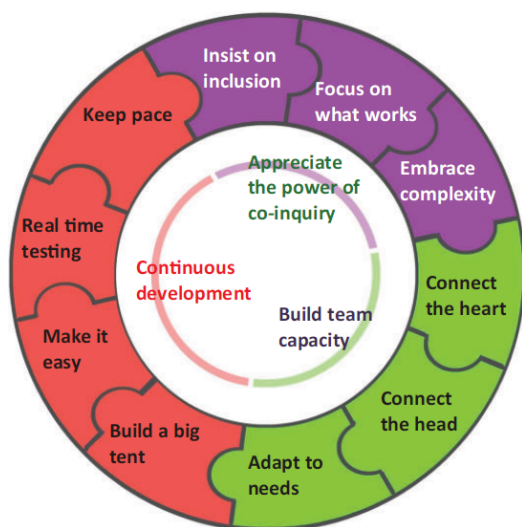 Insist on
inclusion
Focus on
what works
Embrace
complexity
Connect
the heart
Connect
the head
Adapt to
needs
Build a big
tent
Make it
easy
Real time
testing
Keep pace
Appreciate
the power of
co-inquiry
Build team
capacity
Continuous
development